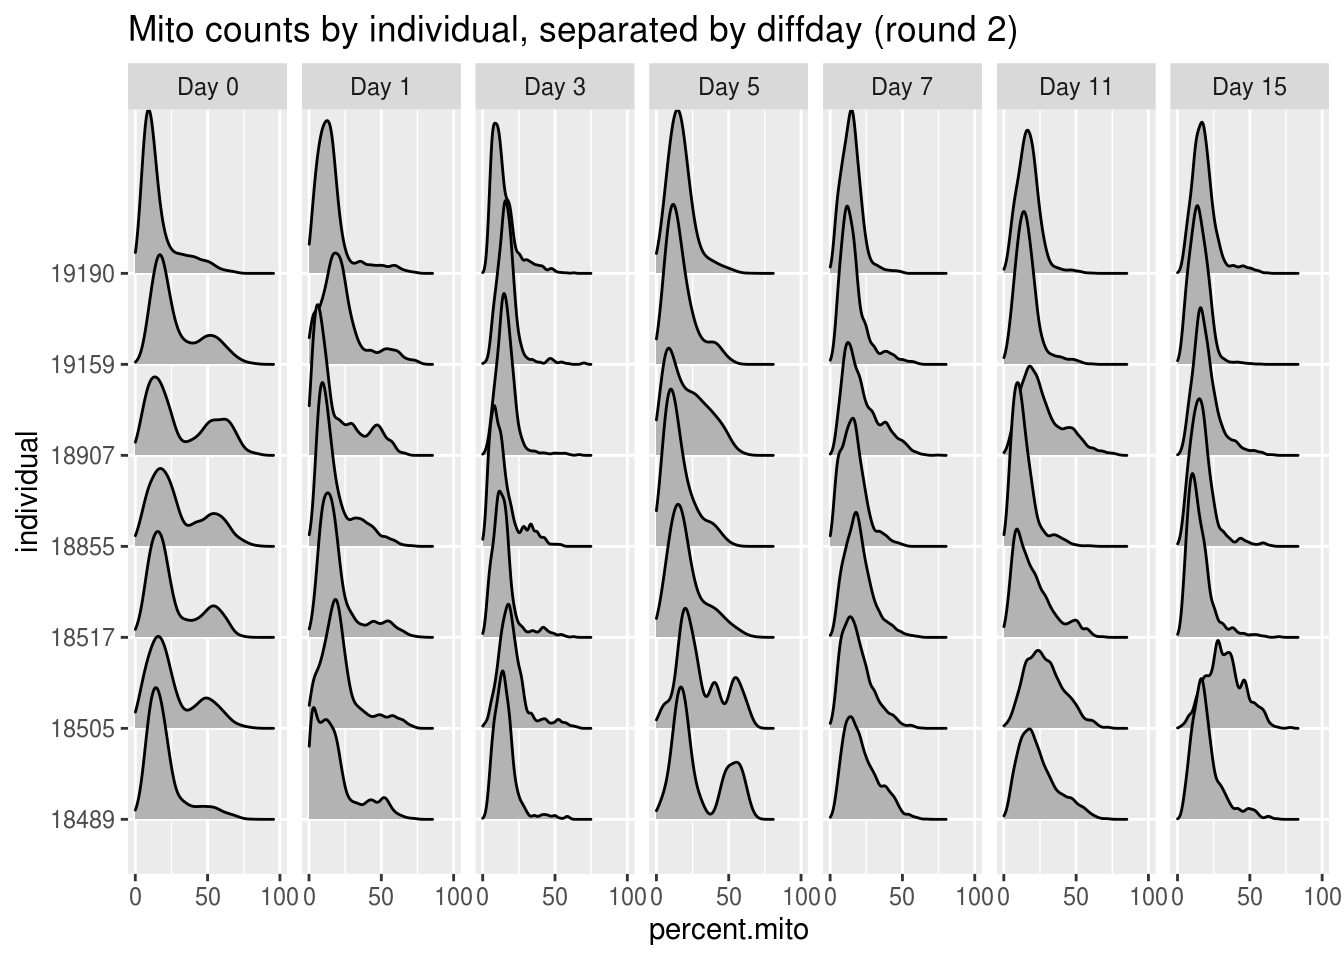 Mito counts by individual, separated by diffday (round 2)
Day 0 Day 1 Day 3 Day 5 Day 7 Day 11 Day 15
individual
19190
19159
18907
18855
18517
18505
18489
0 50 100 0 50 100 0 50 100 0 50 100 0 50 100 0 50 100 0 50 100
percent.mito